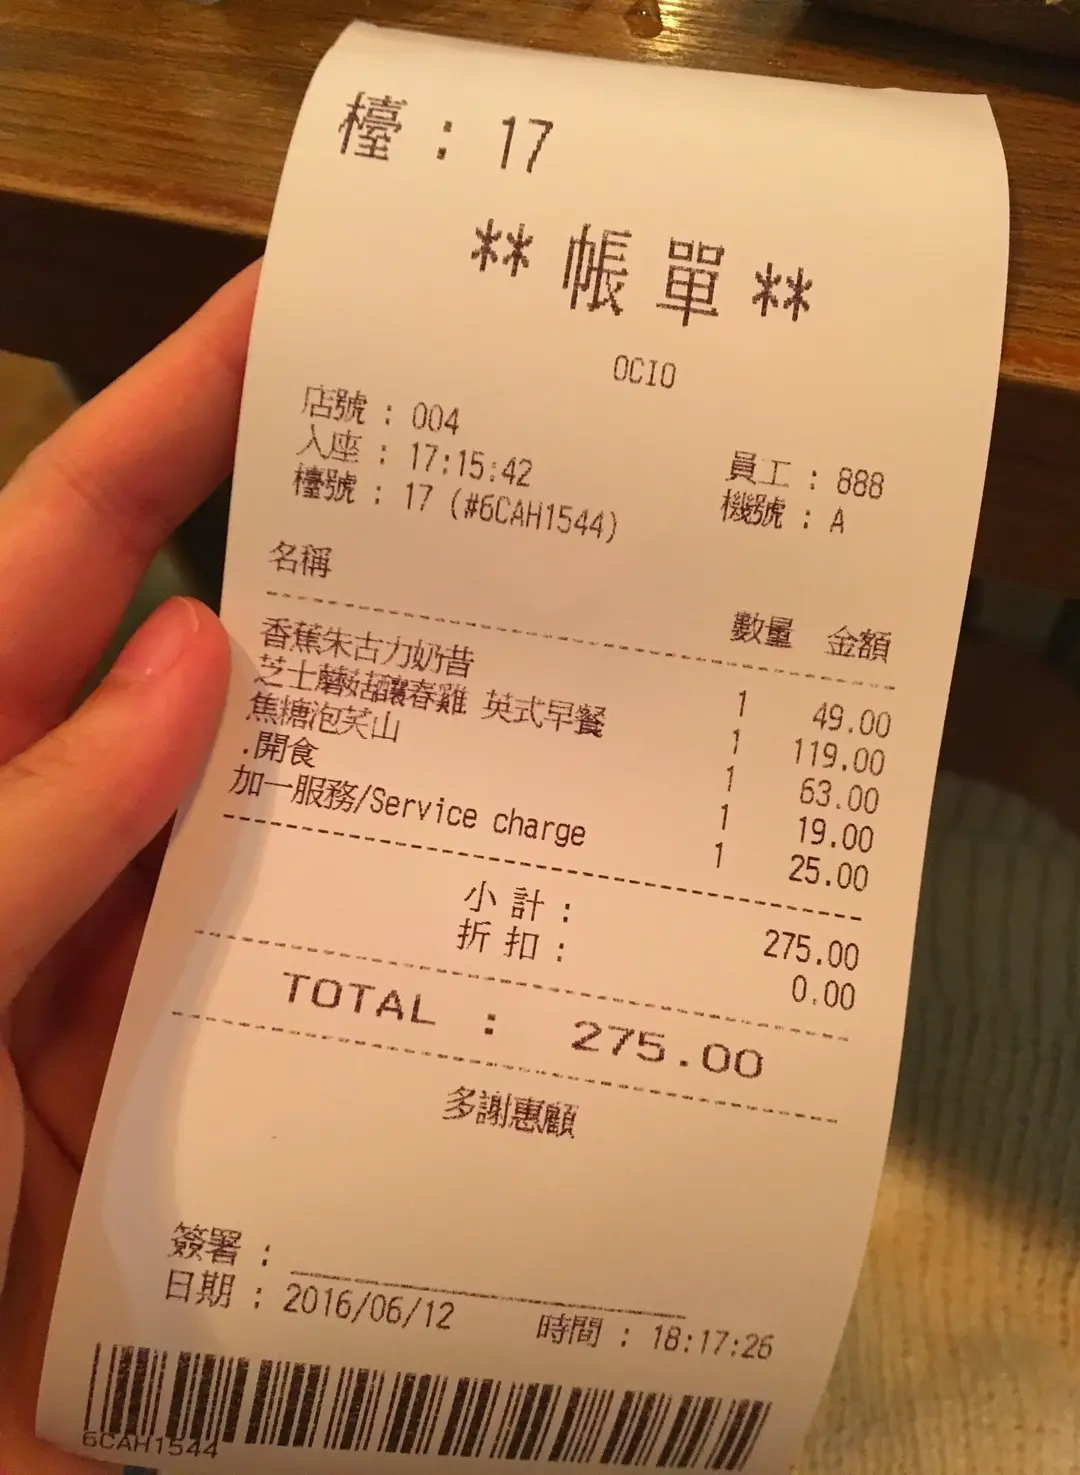 檯 : 17
** 帳 單 **
OCIO
店號 : 004
入座 : 17:15:42 員工 : 888
檯號 : 17 (#6CAH1544) 機號 : A
名稱 數量 金額
香蕉朱古力奶昔 1 49.00
芝士蘑菇釀春雞 英式早餐 1 119.00
焦糖泡芙山 1 63.00
.開食 1 19.00
加一服務/Service charge 1 25.00
小 計 : 275.00
折 扣 : 0.00
TOTAL : 275.00
多謝惠顧
簽署 :
日期 : 2016/06/12 時間 : 18:17:26
6CAH1544